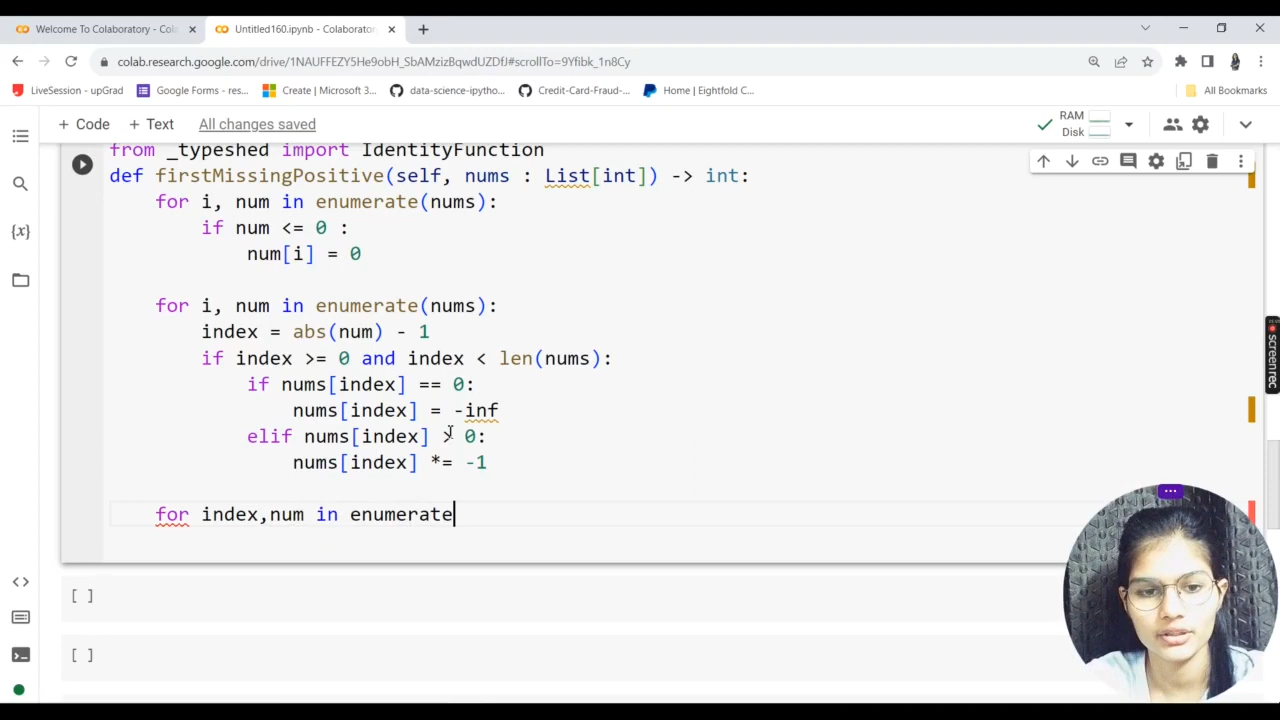 Welcome To Colaboratory - Col
Untitled160.ipynb - Colaborator
colab.research.google.com/drive/1NAUFFEZY5He9obH_SbAMzizBqwdUZDfJ#scrollTo=9Yfibk_1n8Cy
LiveSession - upGrad
Google Forms - res...
Create | Microsoft 3...
data-science-ipytho...
Credit-Card-Fraud-...
Home | Eightfold C...
All Bookmarks
+ Code + Text All changes saved
RAM
Disk
from _typeshed import IdentityFunction
def firstMissingPositive(self, nums : List[int]) -> int:
for i, num in enumerate(nums):
if num <= 0 :
num[i] = 0
for i, num in enumerate(nums):
index = abs(num) - 1
if index >= 0 and index < len(nums):
if nums[index] == 0:
nums[index] = -inf
elif nums[index] > 0:
nums[index] *= -1
for index,num in enumerate
{x}
[ ]
[ ]
screenrec